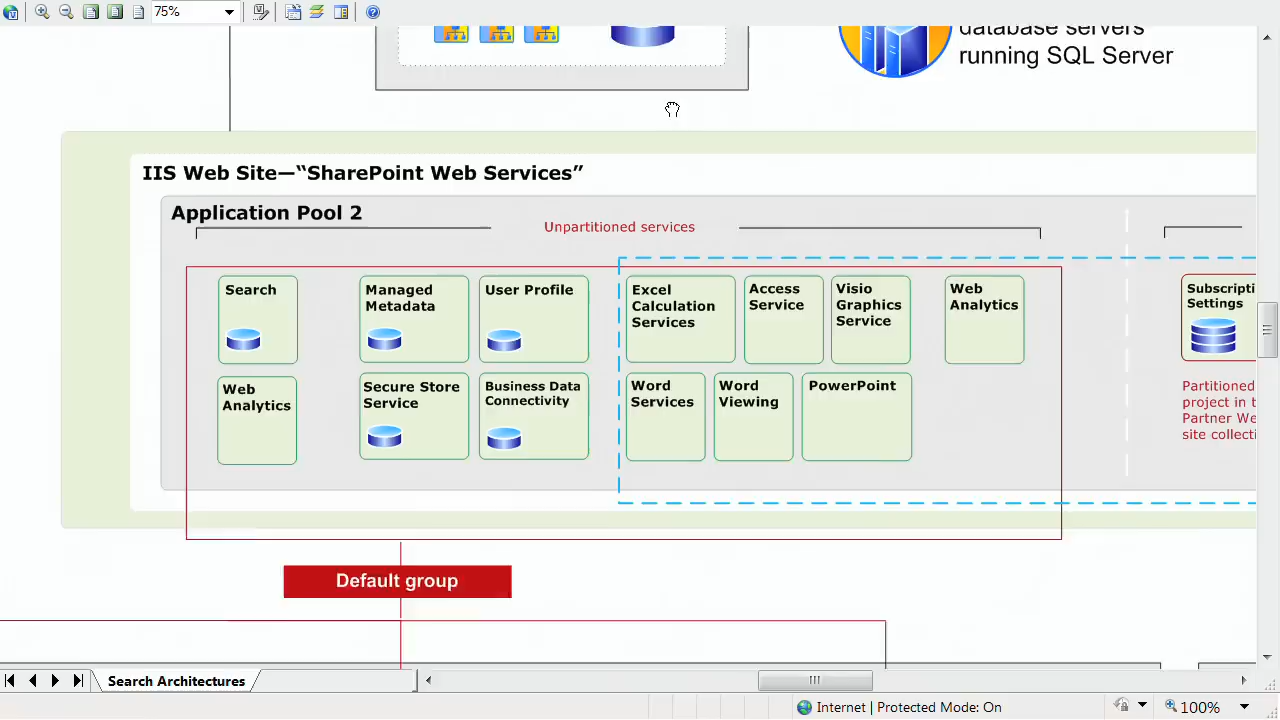 75%
database servers
running SQL Server
IIS Web Site—“SharePoint Web Services”
Application Pool 2
Unpartitioned services
Search
Managed
Metadata
User Profile
Excel
Calculation
Services
Access
Service
Visio
Graphics
Service
Web
Analytics
Subscripti
Settings
Web
Analytics
Secure Store
Service
Business Data
Connectivity
Word
Services
Word
Viewing
PowerPoint
Partitioned
project in t
Partner We
site collecti
Default group
Search Architectures
Internet | Protected Mode: On
100%